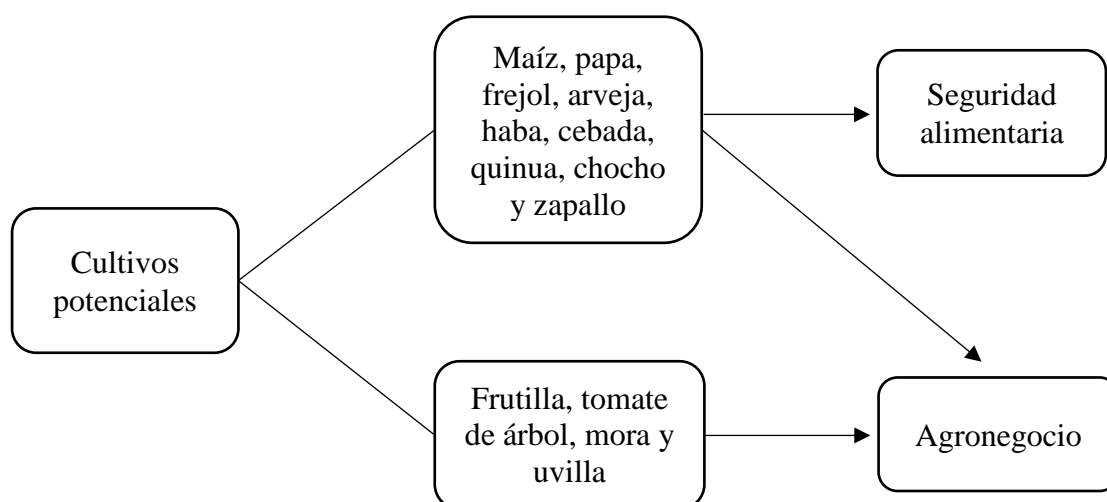 Cultivos
potenciales
Maíz, papa,
frejol, arveja,
haba, cebada,
quinua, chocho
y zapallo
Frutilla, tomate
de árbol, mora y
uvilla
Seguridad
alimentaria
Agronegocio